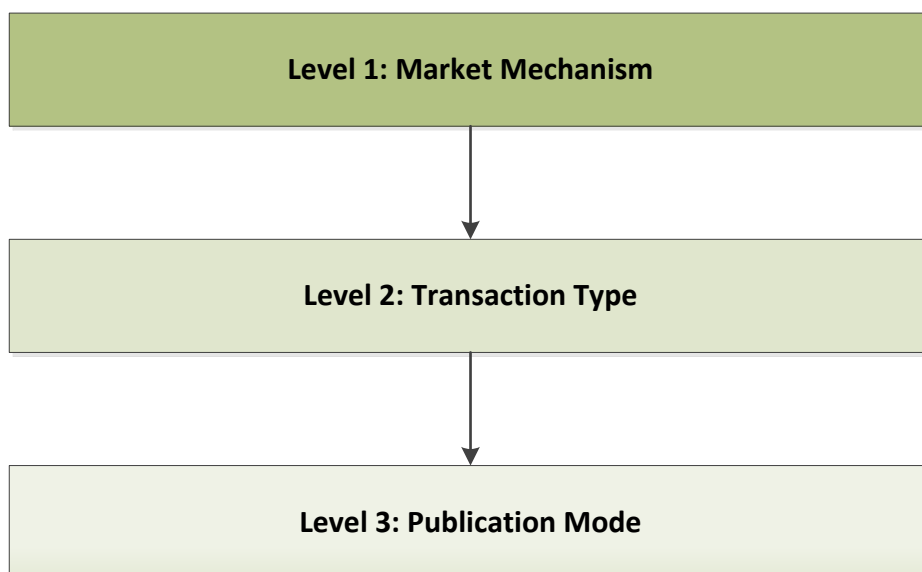 Level 1: Market Mechanism
Level 2: Transaction Type
Level 3: Publication Mode